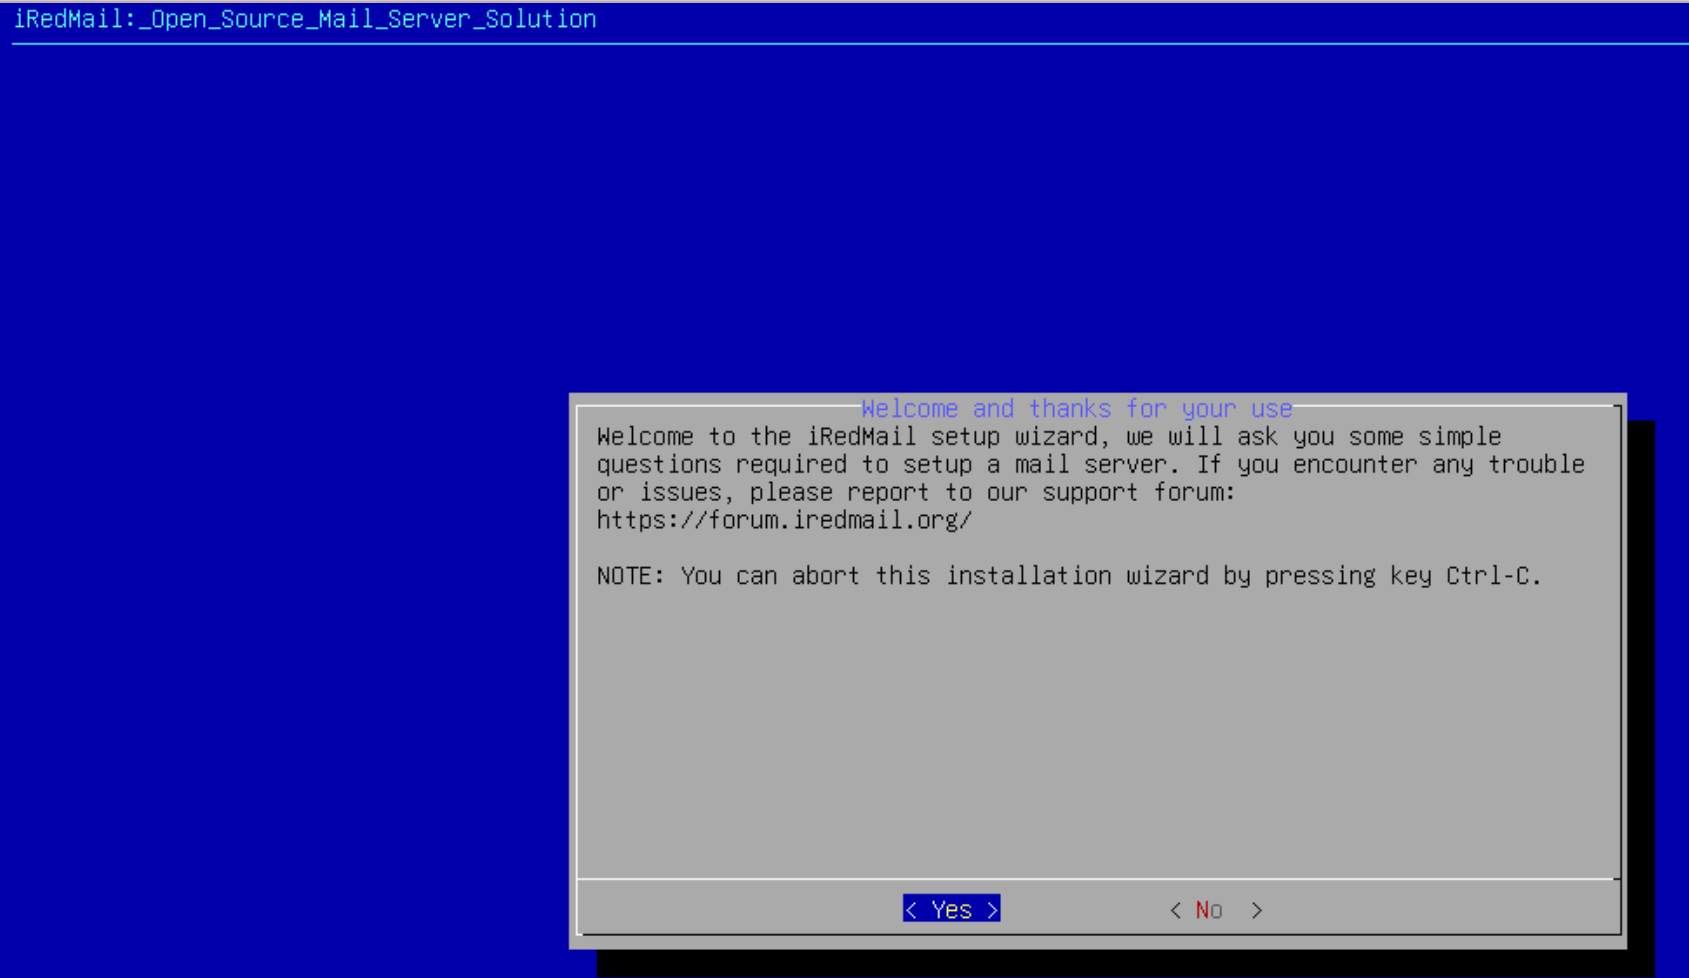 iRedMail:_Open_Source_Mail_Server_Solution
Welcome and thanks for your use
Welcome to the iRedMail setup wizard, we will ask you some simple
questions required to setup a mail server. If you encounter any trouble
or issues, please report to our support forum:
https://forum.iredmail.org/
NOTE: You can abort this installation wizard by pressing key Ctrl-C.
< Yes > < No >